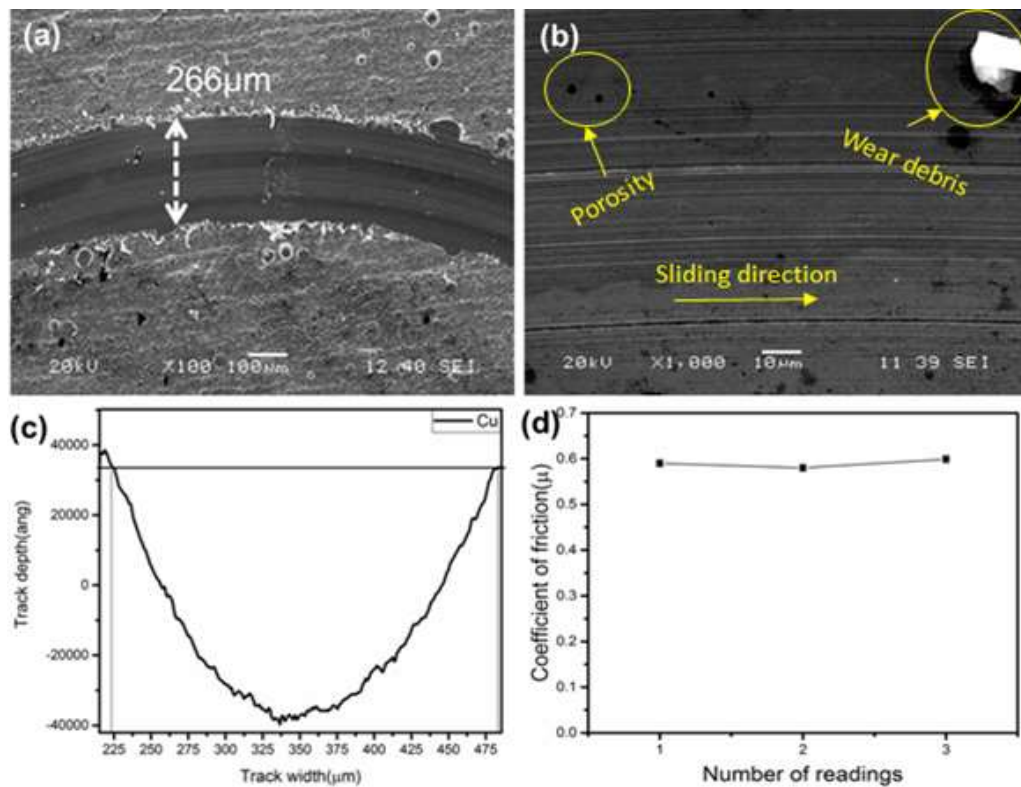 (a)
266µm
20kV X100 100µm 12 40 SEI
(b)
Porosity
Wear debris
Sliding direction
20kV X1,000 10µm 11 39 SEI
(c)
Cu
40000
20000
0
-20000
-40000
Track depth(ang)
225 250 275 300 325 350 375 400 425 450 475
Track width(µm)
(d)
0.7
0.6
0.5
0.4
0.3
0.2
0.1
0.0
Coefficient of friction(µ)
1 2 3
Number of readings